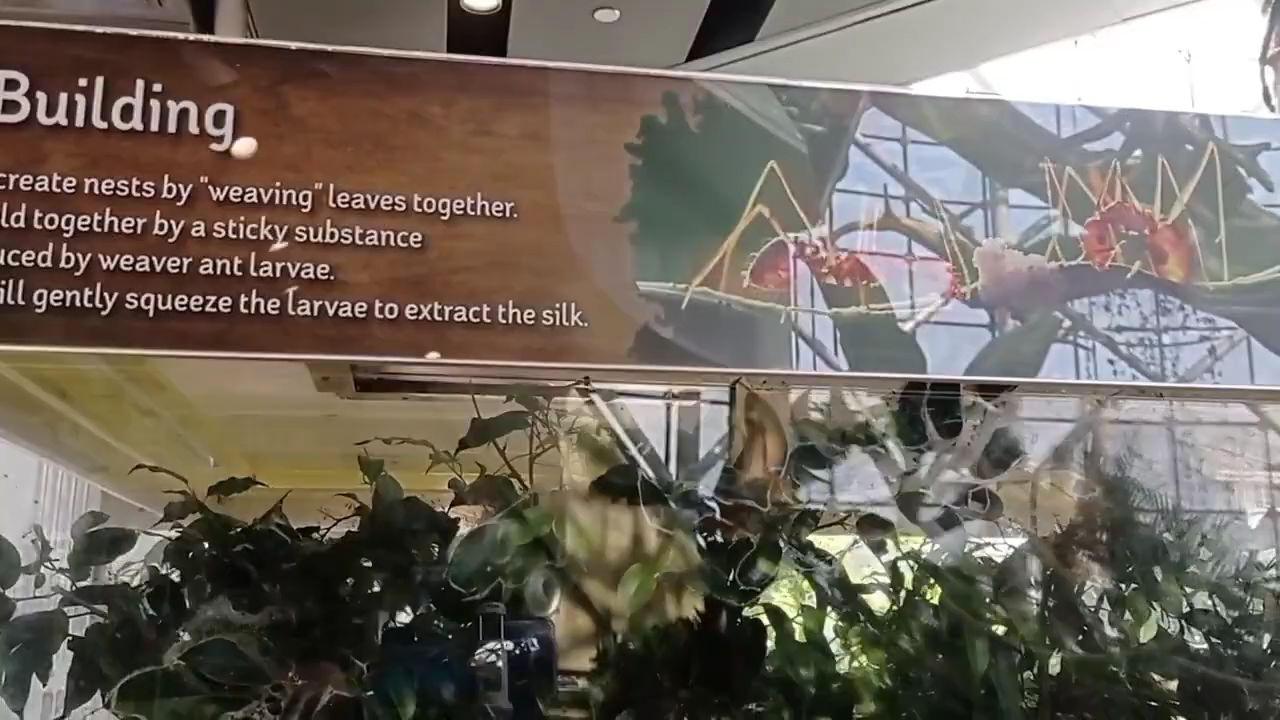 Building
create nests by "weaving" leaves together.
ld together by a sticky substance
uced by weaver ant larvae.
ill gently squeeze the larvae to extract the silk.